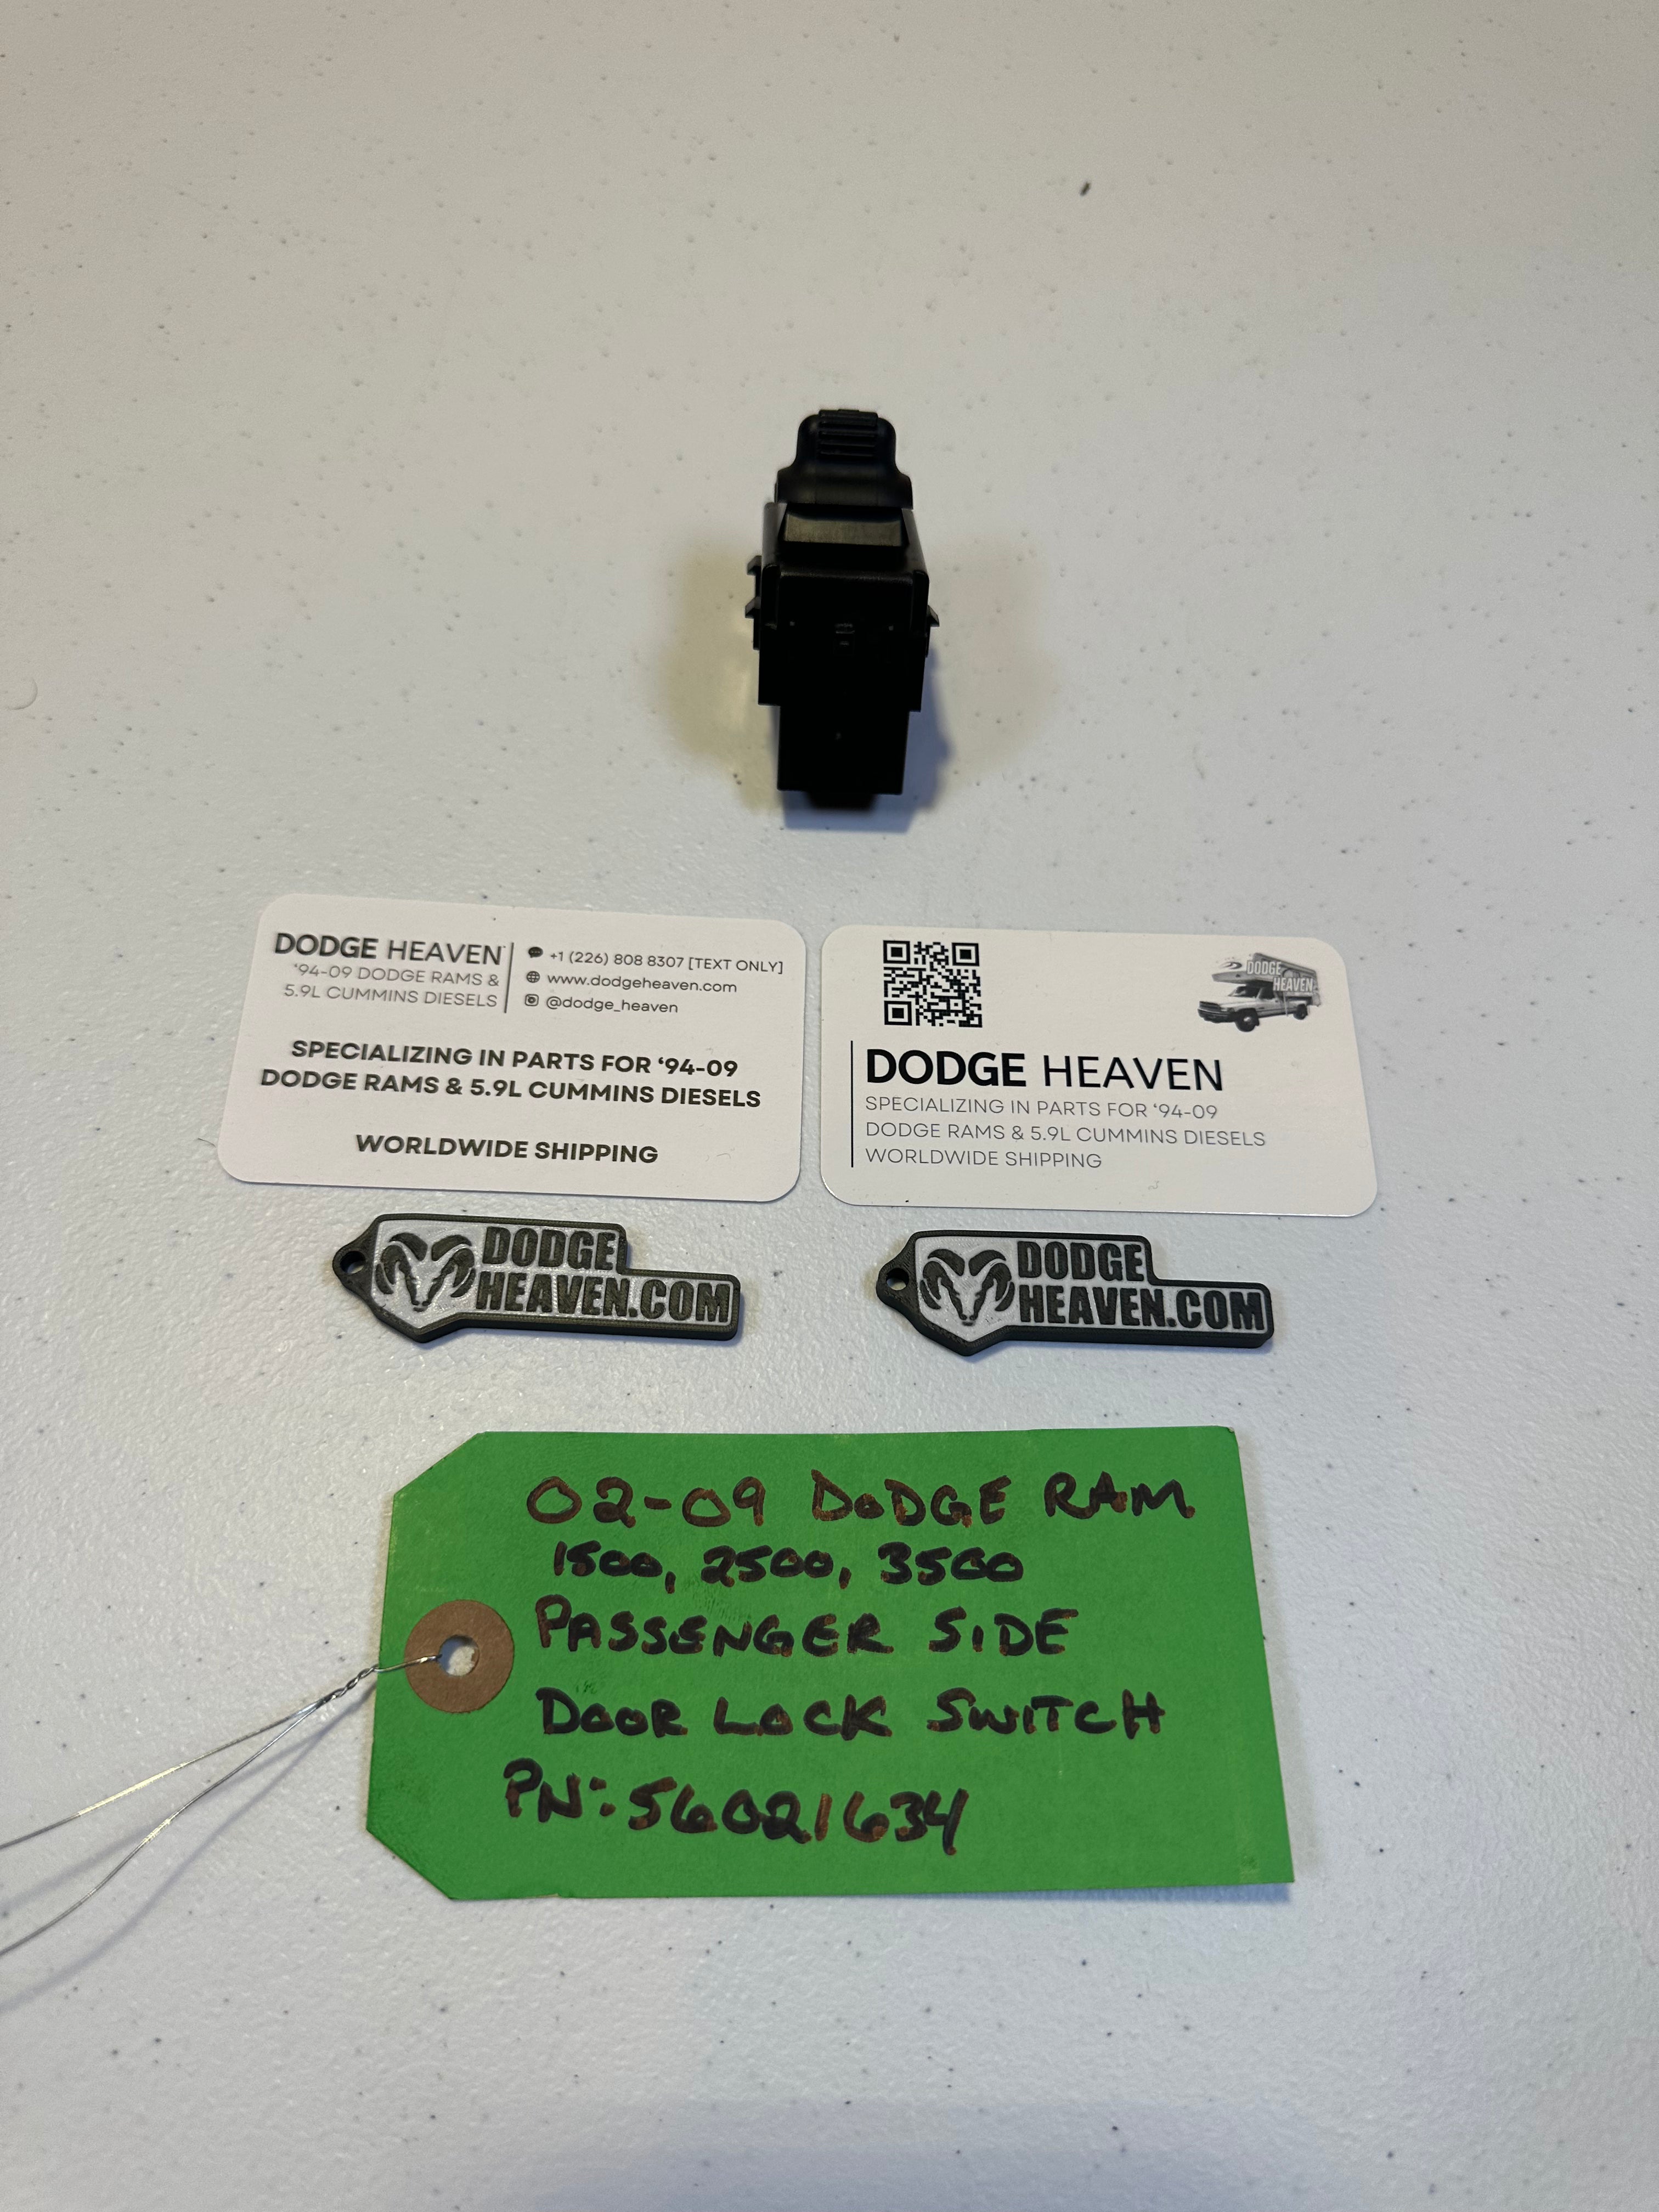 DODGE HEAVEN
'94-09 DODGE RAMS &
5.9L CUMMINS DIESELS
+1 (226) 808 8307 [TEXT ONLY]
www.dodgeheaven.com
@dodge_heaven
SPECIALIZING IN PARTS FOR '94-09
DODGE RAMS & 5.9L CUMMINS DIESELS
WORLDWIDE SHIPPING
DODGE
HEAVEN
DODGE HEAVEN
SPECIALIZING IN PARTS FOR '94-09
DODGE RAMS & 5.9L CUMMINS DIESELS
WORLDWIDE SHIPPING
DODGE
HEAVEN.COM
DODGE
HEAVEN.COM
02-09 DODGE RAM
1500, 2500, 3500
PASSENGER SIDE
DOOR LOCK SWITCH
PN: 56021634